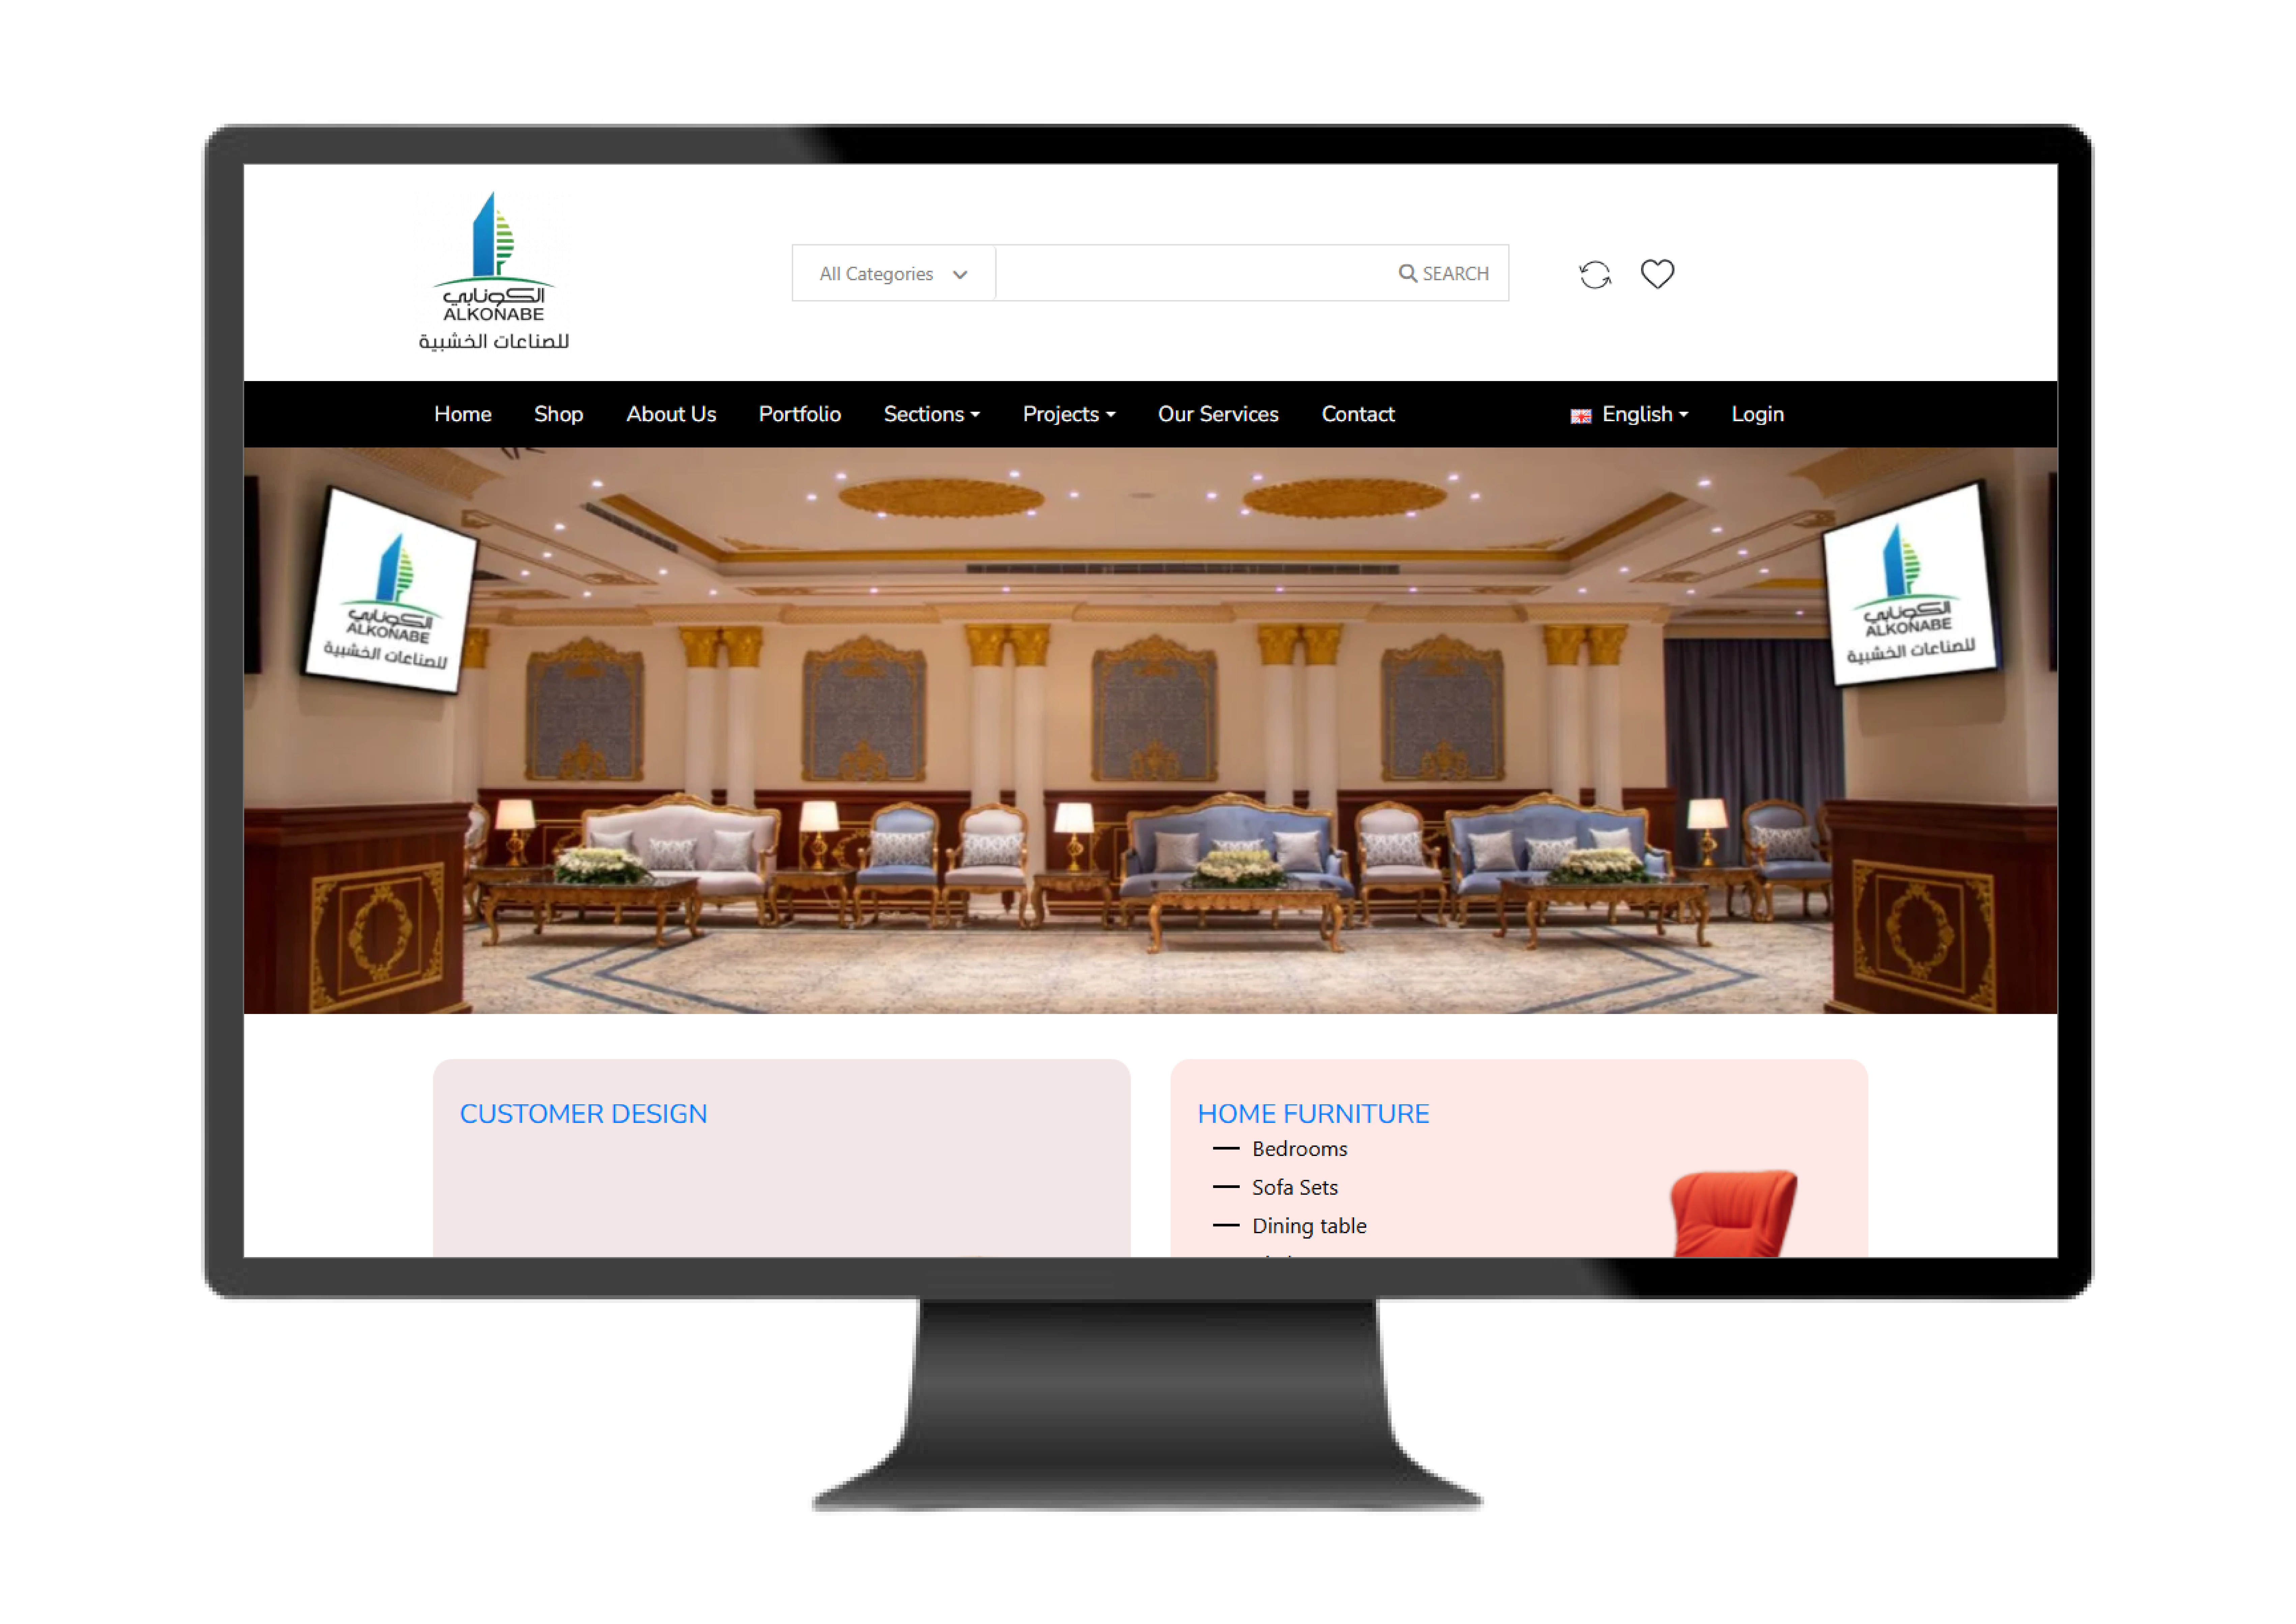 الكونابي
ALKONABE
للصناعات الخشبية
All Categories
SEARCH
Home Shop About Us Portfolio Sections Projects Our Services Contact English Login
الكونابي
ALKONABE
للصناعات الخشبية
الكونابي
ALKONABE
للصناعات الخشبية
CUSTOMER DESIGN
HOME FURNITURE
Bedrooms
Sofa Sets
Dining table